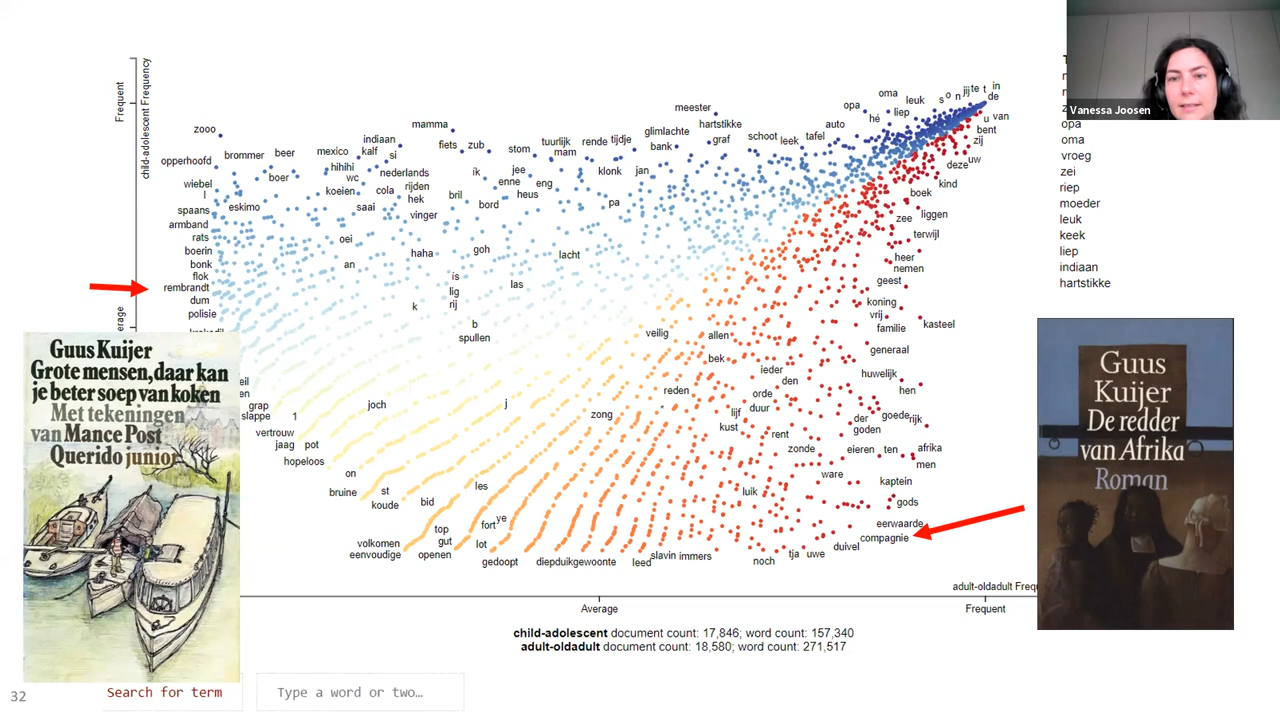 Frequent
child-adolescent Frequency
zooo
opperhoofd
brommer
beer
boer
mexico
indiaan
kalf
si
hihihi
wc
koeien
saai
cola
nederlands
rijden
hek
vinger
mamma
fiets
zub
ik
bril
bord
stom
jee
enne
heus
eng
tuurlijk
mam
rende
tijdje
klonk
jan
pa
glimlachte
bank
meester
hartstikke
graf
schoot
leek
tafel
auto
opa
oma
hé
liep
leuk
s
o
n
jij
te
t
in
de
u
van
bent
zij
uw
deze
kind
boek
liggen
zee
terwijl
heer
nemen
geest
koning
vrij
familie
kasteel
generaal
huwelijk
hen
wiebel
l
eskimo
spaans
armband
rats
boerin
bonk
flok
rembrandt
dum
polisie
oei
an
haha
goh
lacht
is
lig
rij
las
k
b
spullen
veilig
allen
bek
ieder
den
duur
reden
lijf
kust
rent
zonde
der
goden
goede
rijk
eieren
ten
afrika
men
ware
kaptein
luik
gods
eerwaarde
compagnie
duivel
uwe
tja
noch
immers
slavin
leed
gewoonte
diepduik
gedoopt
openen
lot
fort
ye
les
top
gut
bid
volkomen
eenvoudige
koude
st
bruine
on
hopeloos
pot
jaag
vertrouw
slappe
grap
1
joch
j
zong
Average
Frequent
child-adolescent document count: 17,846; word count: 157,340
adult-oldadult document count: 18,580; word count: 271,517
Vanessa Joosen
opa
oma
vroeg
zei
riep
moeder
leuk
keek
liep
indiaan
hartstikke
Guus Kuijer
Grote mensen, daar kan
je beter soep van koken
Met tekeningen
van Mance Post
Querido junior
Guus
Kuijer
De redder
van Afrika
Roman
32
Search for term
Type a word or two…